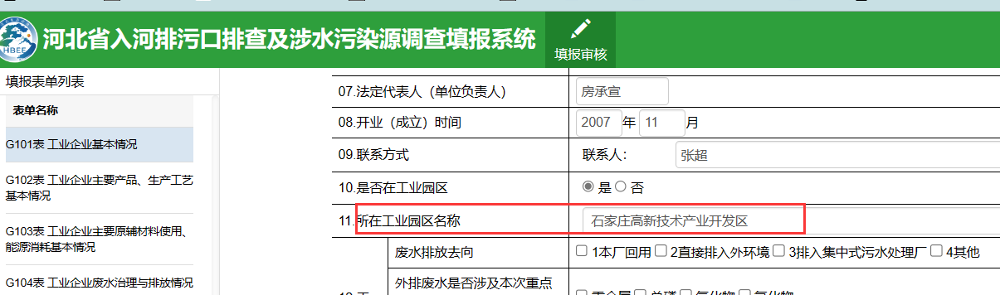 河北省入河排污口排查及涉水污染源调查填报系统
HBEE
填报审核
填报表单列表
表单名称
G101表 工业企业基本情况
G102表 工业企业主要产品、生产工艺
基本情况
G103表 工业企业主要原辅材料使用、
能源消耗基本情况
G104表 工业企业废水治理与排放情况
07.法定代表人（单位负责人）
房承宣
08.开业（成立）时间
2007 年 11 月
09.联系方式
联系人：
张超
10.是否在工业园区
是 否
11.所在工业园区名称
石家庄高新技术产业开发区
废水排放去向
1本厂回用 2直接排入外环境 3排入集中式污水处理厂 4其他
外排废水是否涉及本次重点